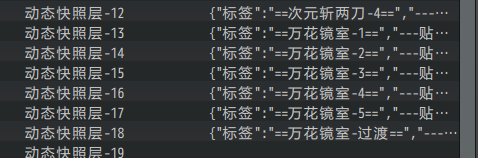 动态快照层-12 {"标签":"==次元斩两刀-4==","---…
动态快照层-13 {"标签":"==万花镜室-1==","---贴…
动态快照层-14 {"标签":"==万花镜室-2==","---贴…
动态快照层-15 {"标签":"==万花镜室-3==","---贴…
动态快照层-16 {"标签":"==万花镜室-4==","---贴…
动态快照层-17 {"标签":"==万花镜室-5==","---贴…
动态快照层-18 {"标签":"==万花镜室-过渡==","---…
动态快照层-19